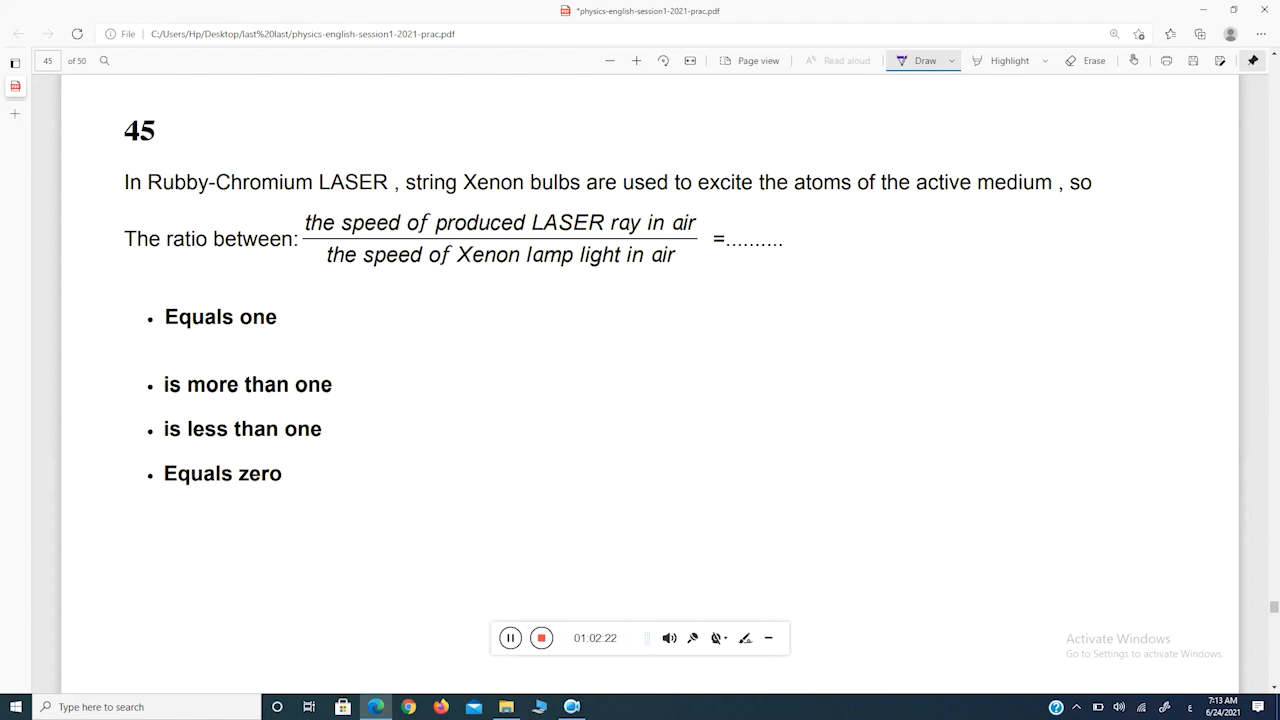 *physics-english-session1-2021-prac.pdf
File C:/Users/Hp/Desktop/last%20last/physics-english-session1-2021-prac.pdf
45 of 50 Page view Read aloud Draw Highlight Erase
45
In Rubby-Chromium LASER , string Xenon bulbs are used to excite the atoms of the active medium , so
the speed of produced LASER ray in air
The ratio between: =..........
the speed of Xenon lamp light in air
• Equals one
• is more than one
• is less than one
• Equals zero
01:02:22
Activate Windows
Go to Settings to activate Windows.
Type here to search
7:13 AM
6/24/2021